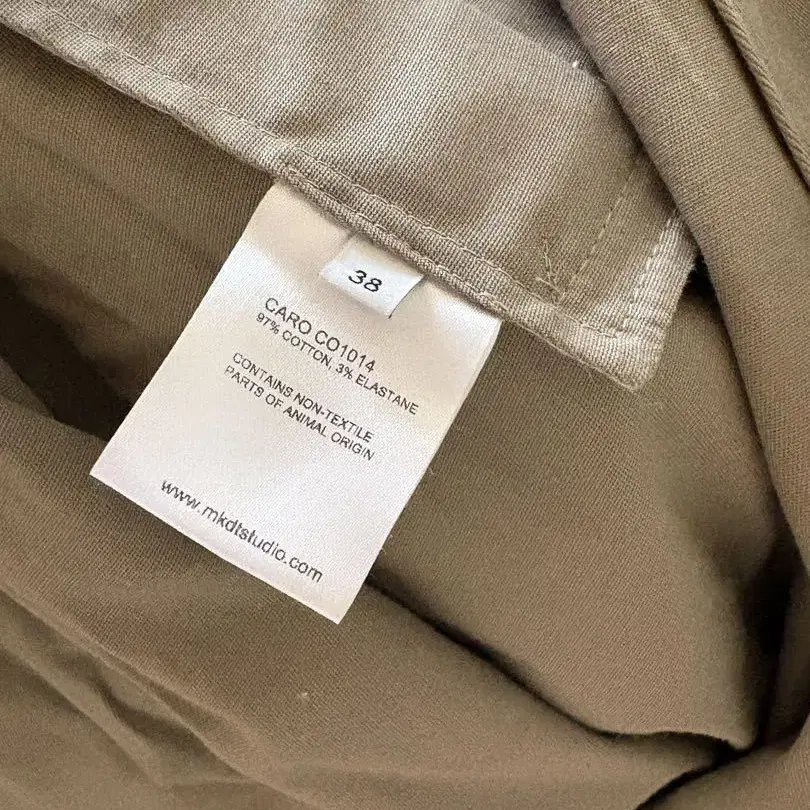 38
CARO CO1014
97% COTTON, 3% ELASTANE
CONTAINS NON-TEXTILE
PARTS OF ANIMAL ORIGIN
www.mkdtstudio.com